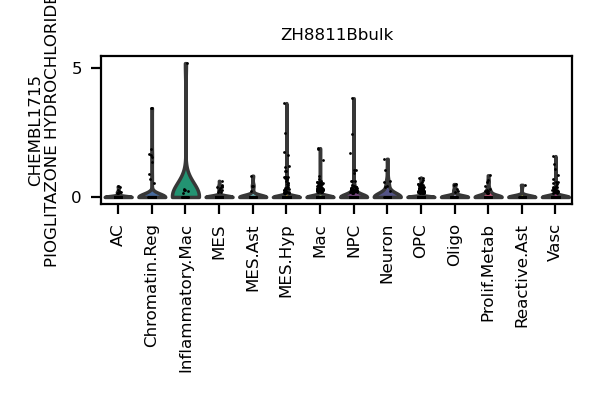 ZH8811Bbulk
CHEMBL1715
PIOGLITAZONE HYDROCHLORIDE
5
0
AC
Chromatin.Reg
Inflammatory.Mac
MES
MES.Ast
MES.Hyp
Mac
NPC
Neuron
OPC
Oligo
Prolif.Metab
Reactive.Ast
Vasc